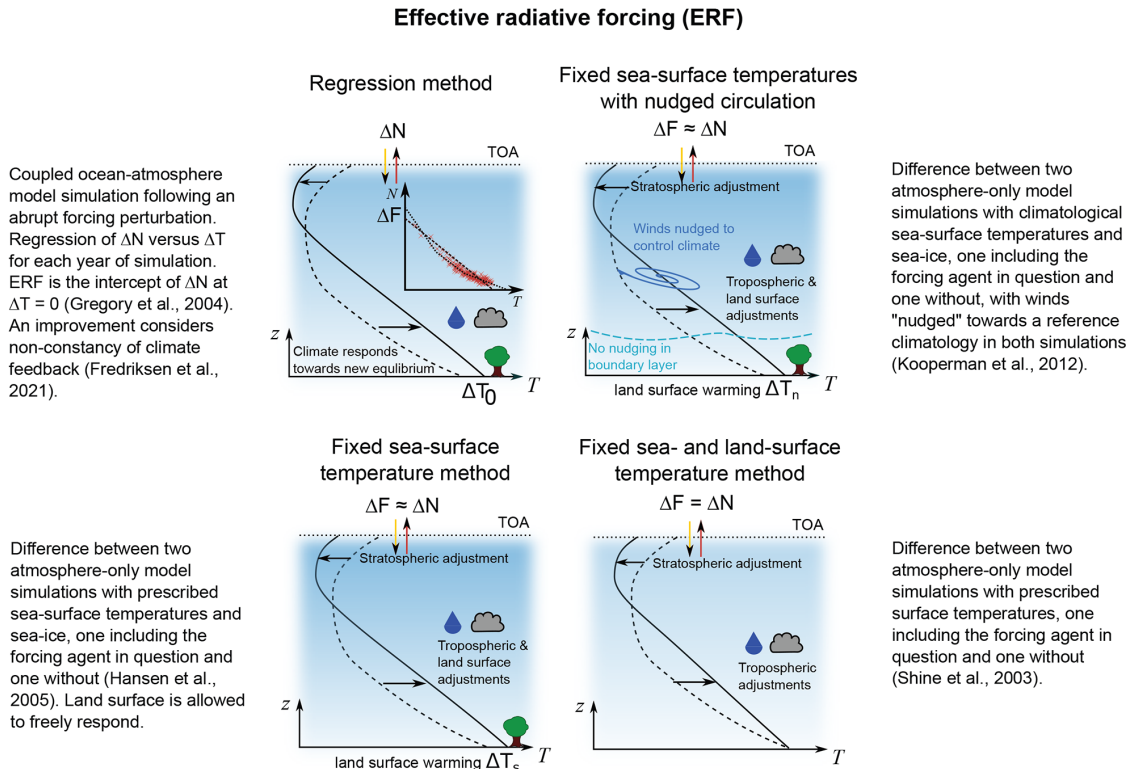 Effective radiative forcing (ERF)
Regression method
ΔN
TOA
N
ΔF
T
z
Climate responds
towards new equlibrium
T
ΔT0
Coupled ocean-atmosphere
model simulation following an
abrupt forcing perturbation.
Regression of ΔN versus ΔT
for each year of simulation.
ERF is the intercept of ΔN at
ΔT = 0 (Gregory et al., 2004).
An improvement considers
non-constancy of climate
feedback (Fredriksen et al.,
2021).
Fixed sea-surface temperatures
with nudged circulation
ΔF ≈ ΔN
TOA
Stratospheric adjustment
Winds nudged to
control climate
Tropospheric &
land surface
adjustments
z
No nudging in
boundary layer
T
land surface warming ΔTn
Difference between two
atmosphere-only model
simulations with climatological
sea-surface temperatures and
sea-ice, one including the
forcing agent in question and
one without, with winds
"nudged" towards a reference
climatology in both simulations
(Kooperman et al., 2012).
Fixed sea-surface
temperature method
ΔF ≈ ΔN
TOA
Stratospheric adjustment
Tropospheric &
land surface
adjustments
z
T
land surface warming ΔTs
Difference between two
atmosphere-only model
simulations with prescribed
sea-surface temperatures and
sea-ice, one including the
forcing agent in question and
one without (Hansen et al.,
2005). Land surface is allowed
to freely respond.
Fixed sea- and land-surface
temperature method
ΔF = ΔN
TOA
Stratospheric adjustment
Tropospheric
adjustments
z
T
Difference between two
atmosphere-only model
simulations with prescribed
surface temperatures, one
including the forcing agent in
question and one without
(Shine et al., 2003).